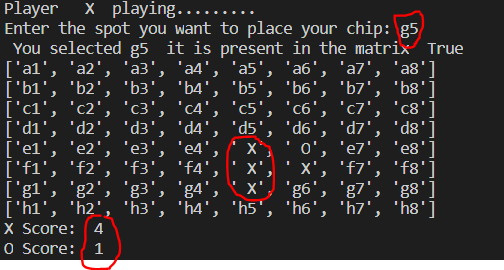 Player   X  playing.........
Enter the spot you want to place your chip: g5
 You selected g5  it is present in the matrix  True
['a1', 'a2', 'a3', 'a4', 'a5', 'a6', 'a7', 'a8']
['b1', 'b2', 'b3', 'b4', 'b5', 'b6', 'b7', 'b8']
['c1', 'c2', 'c3', 'c4', 'c5', 'c6', 'c7', 'c8']
['d1', 'd2', 'd3', 'd4', 'd5', 'd6', 'd7', 'd8']
['e1', 'e2', 'e3', 'e4', ' X', ' O', 'e7', 'e8']
['f1', 'f2', 'f3', 'f4', ' X', ' X', 'f7', 'f8']
['g1', 'g2', 'g3', 'g4', ' X', 'g6', 'g7', 'g8']
['h1', 'h2', 'h3', 'h4', 'h5', 'h6', 'h7', 'h8']
X Score:  4
O Score:  1